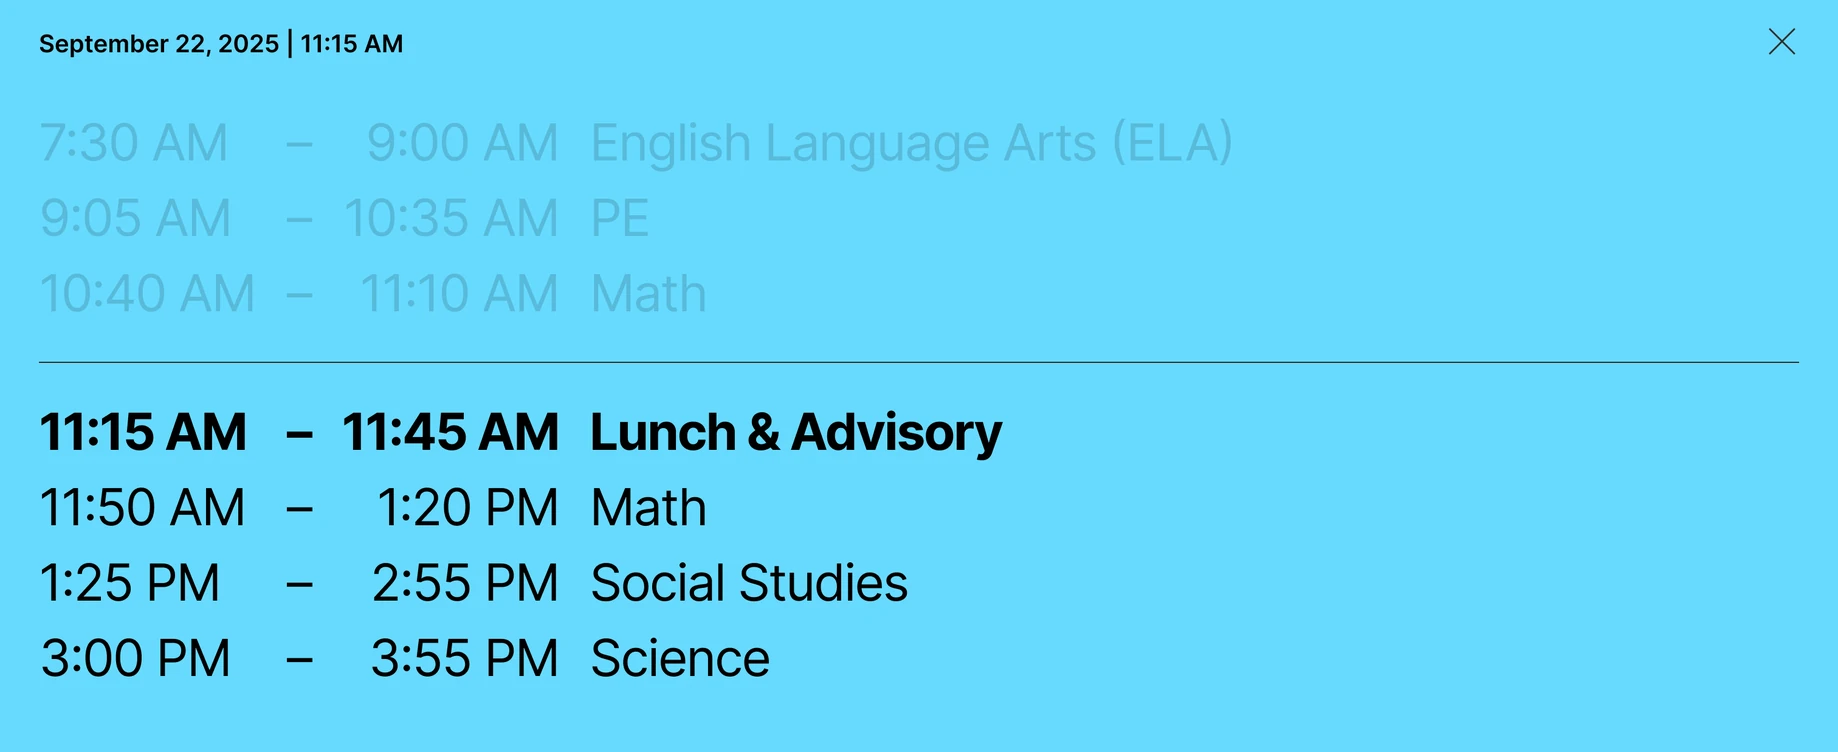 September 22, 2025 | 11:15 AM
7:30 AM – 9:00 AM English Language Arts (ELA)
9:05 AM – 10:35 AM PE
10:40 AM – 11:10 AM Math
11:15 AM – 11:45 AM Lunch & Advisory
11:50 AM – 1:20 PM Math
1:25 PM – 2:55 PM Social Studies
3:00 PM – 3:55 PM Science